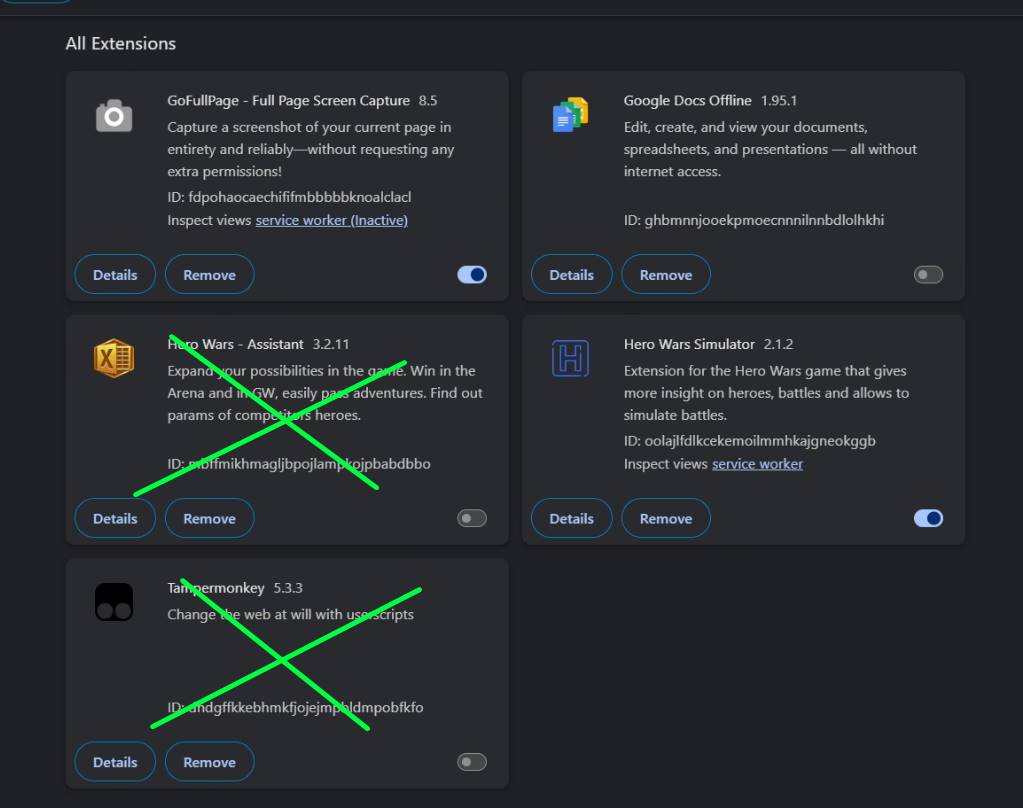 All Extensions
GoFullPage - Full Page Screen Capture 8.5
Capture a screenshot of your current page in
entirety and reliably—without requesting any
extra permissions!
ID: fdpohaocaechififmbbbbbknoalclacl
Inspect views service worker (Inactive)
Details
Remove
Google Docs Offline 1.95.1
Edit, create, and view your documents,
spreadsheets, and presentations — all without
internet access.
ID: ghbmnnjooekpmoecnnnilnnbdlolhkhi
Details
Remove
Hero Wars - Assistant 3.2.11
Expand your possibilities in the game. Win in the
Arena and in GW, easily pass adventures. Find out
params of competitors heroes.
ID: mbffmikhmagljbpojlampkojpbabdbbo
Details
Remove
Hero Wars Simulator 2.1.2
Extension for the Hero Wars game that gives
more insight on heroes, battles and allows to
simulate battles.
ID: oolajlfdlkcekemoilmmhkajgneokggb
Inspect views service worker
Details
Remove
Tampermonkey 5.3.3
Change the web at will with userscripts
ID: dhdgffkkebhmkfjojejmpbldmpobfkfo
Details
Remove